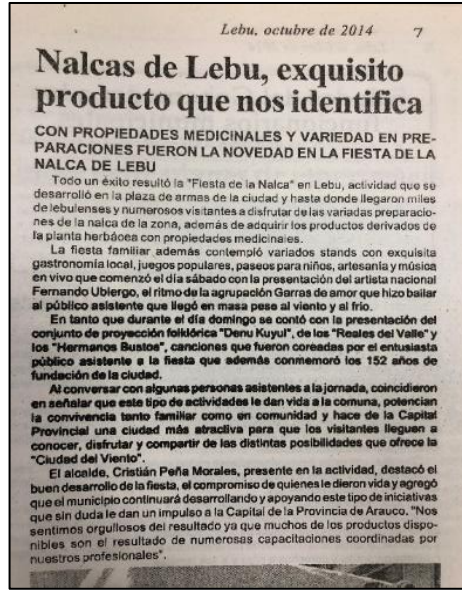 Lebu, octubre de 2014 7
Nalcas de Lebu, exquisito
producto que nos identifica
CON PROPIEDADES MEDICINALES Y VARIEDAD EN PRE-
PARACIONES FUERON LA NOVEDAD EN LA FIESTA DE LA
NALCA DE LEBU
Todo un éxito resultó la "Fiesta de la Nalca" en Lebu, actividad que se
desarrolló en la plaza de armas de la ciudad y hasta donde llegaron miles
de lebulenses y numerosos visitantes a disfrutar de las variadas preparacio-
nes de la nalca de la zona, además de adquirir los productos derivados de
la planta herbácea con propiedades medicinales.
La fiesta familiar además contempló variados stands con exquisita
gastronomía local, juegos populares, paseos para niños, artesanía y música
en vivo que comenzó el día sábado con la presentación del artista nacional
Fernando Ubiergo, el ritmo de la agrupación Garras de amor que hizo bailar
al público asistente que llegó en masa pese al viento y al frio.
En tanto que durante el día domingo se contó con la presentación del
conjunto de proyección folklórica "Denu Kuyul", de los "Reales del Valle" y
los "Hermanos Bustos", canciones que fueron coreadas por el entusiasta
público asistente a la fiesta que además conmemoró los 152 años de
fundación de la ciudad.
Al conversar con algunas personas asistentes a la jornada, coincidieron
en señalar que este tipo de actividades le dan vida a la comuna, potencian
la convivencia tanto familiar como en comunidad y hace de la Capital
Provincial una ciudad más atractiva para que los visitantes lleguen a
conocer, disfrutar y compartir de las distintas posibilidades que ofrece la
"Ciudad del Viento".
El alcalde, Cristián Peña Morales, presente en la actividad, destacó el
buen desarrollo de la fiesta, el compromiso de quienes le dieron vida y agregó
que el municipio continuará desarrollando y apoyando este tipo de iniciativas
que sin duda le dan un impulso a la Capital de la Provincia de Arauco. "Nos
sentimos orgullosos del resultado ya que muchos de los productos dispo-
nibles son el resultado de numerosas capacitaciones coordinadas por
nuestros profesionales".